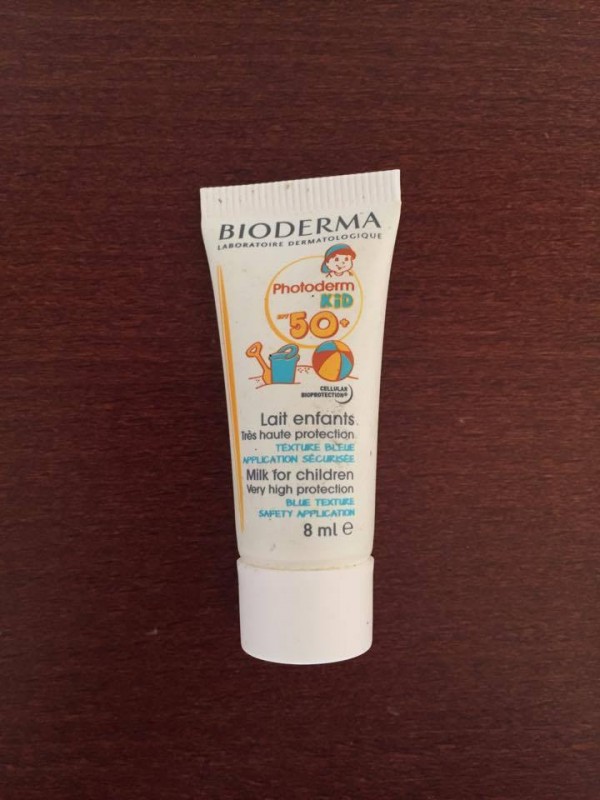 BIODERMA
LABORATOIRE DERMATOLOGIQUE
Photoderm
KiD
SPF 50+
CELLULAR
BIOPROTECTION®
Lait enfants
Très haute protection
TEXTURE BLEUE
APPLICATION SÉCURISÉE
Milk for children
Very high protection
BLUE TEXTURE
SAFETY APPLICATION
8 ml e